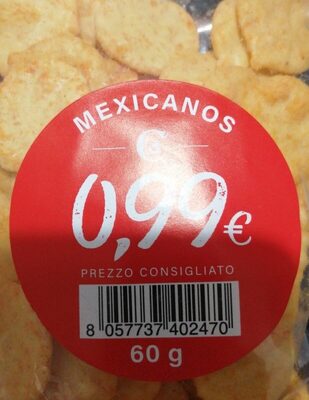 MEXICANOS
G
0,99€
PREZZO CONSIGLIATO
8 057737 402470
60 g